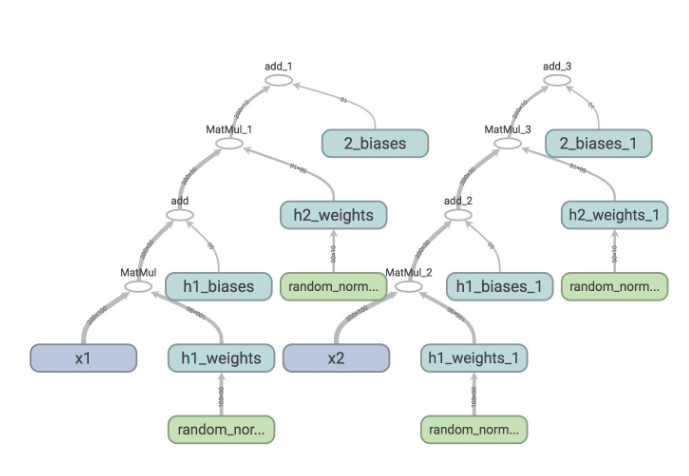 add_1
add_3
MatMul_1
MatMul_3
2_biases
2_biases_1
add
add_2
h2_weights
h2_weights_1
MatMul
MatMul_2
h1_biases
random_norm...
h1_biases_1
random_norm...
x1
h1_weights
x2
h1_weights_1
random_nor...
random_norm...